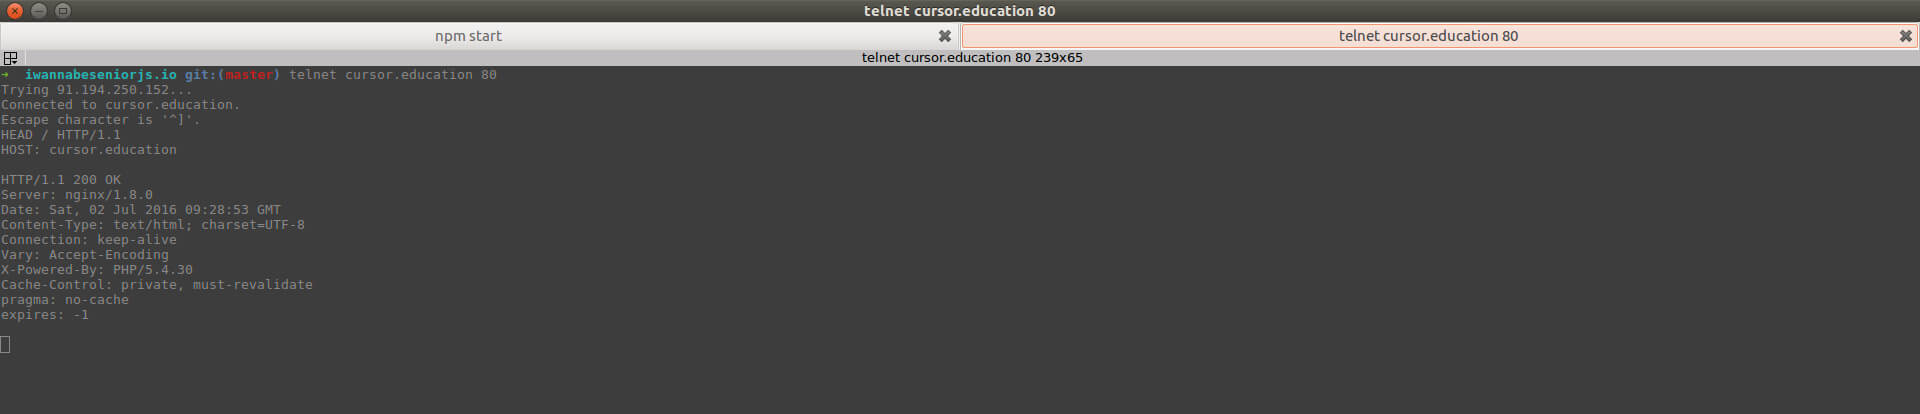 telnet cursor.education 80
npm start
telnet cursor.education 80
telnet cursor.education 80 239x65
→ iwannabeseniorjs.io git:(master) telnet cursor.education 80
Trying 91.194.250.152...
Connected to cursor.education.
Escape character is '^]'.
HEAD / HTTP/1.1
HOST: cursor.education
HTTP/1.1 200 OK
Server: nginx/1.8.0
Date: Sat, 02 Jul 2016 09:28:53 GMT
Content-Type: text/html; charset=UTF-8
Connection: keep-alive
Vary: Accept-Encoding
X-Powered-By: PHP/5.4.30
Cache-Control: private, must-revalidate
pragma: no-cache
expires: -1